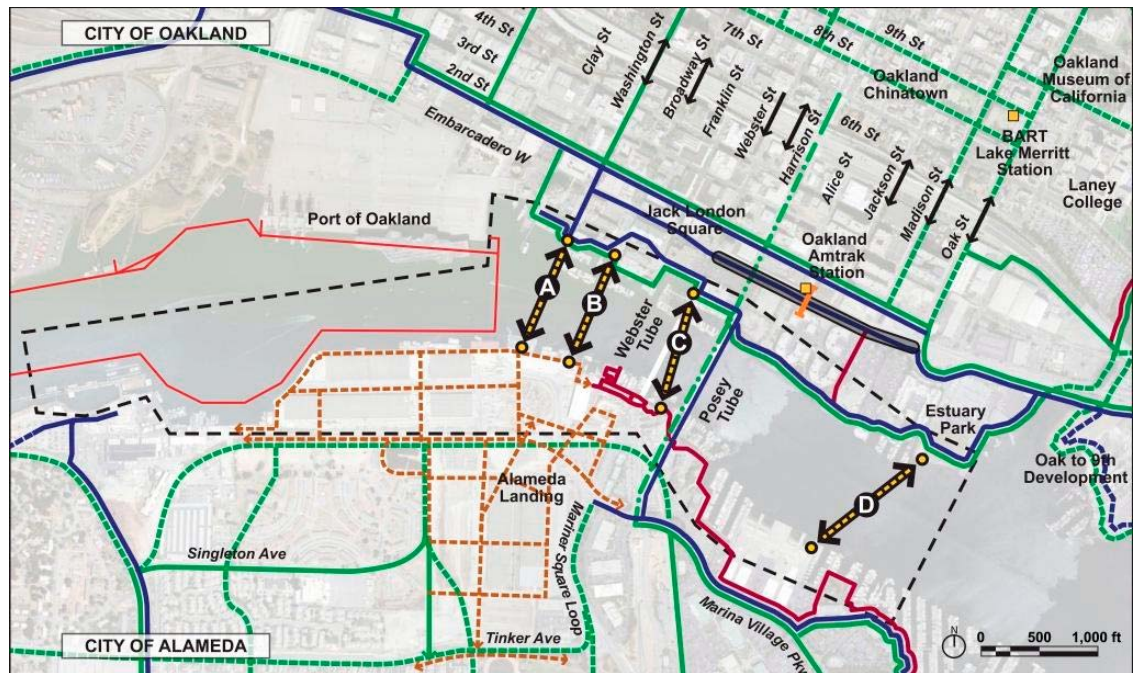 CITY OF OAKLAND
4th St
3rd St
2nd St
Clay St
Washington St
Broadway St
Franklin St
7th St
8th St
9th St
Webster St
Harrison St
6th St
Alice St
Jackson St
Madison St
Oak St
Oakland
Chinatown
Oakland
Museum of
California
BART
Lake Merritt
Station
Laney
College
Embarcadero W
Port of Oakland
Jack London
Square
Oakland
Amtrak
Station
A
B
C
D
Webster
Tube
Posey
Tube
Estuary
Park
Oak to 9th
Development
Alameda
Landing
Mariner Square Loop
Singleton Ave
Tinker Ave
Marina Village Pkwy
CITY OF ALAMEDA
N
0 500 1,000 ft